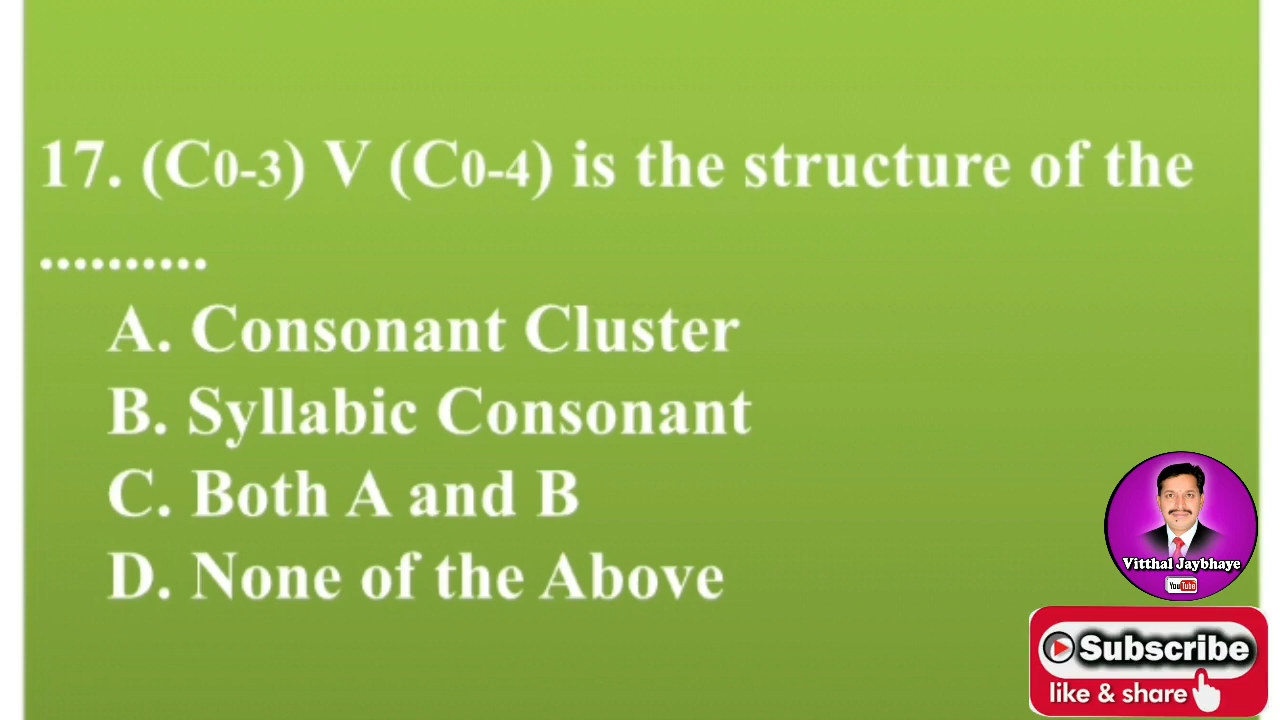 17. (C0-3) V (C0-4) is the structure of the
..........
A. Consonant Cluster
B. Syllabic Consonant
C. Both A and B
D. None of the Above
Vitthal Jaybhaye
YouTube
Subscribe
like & share